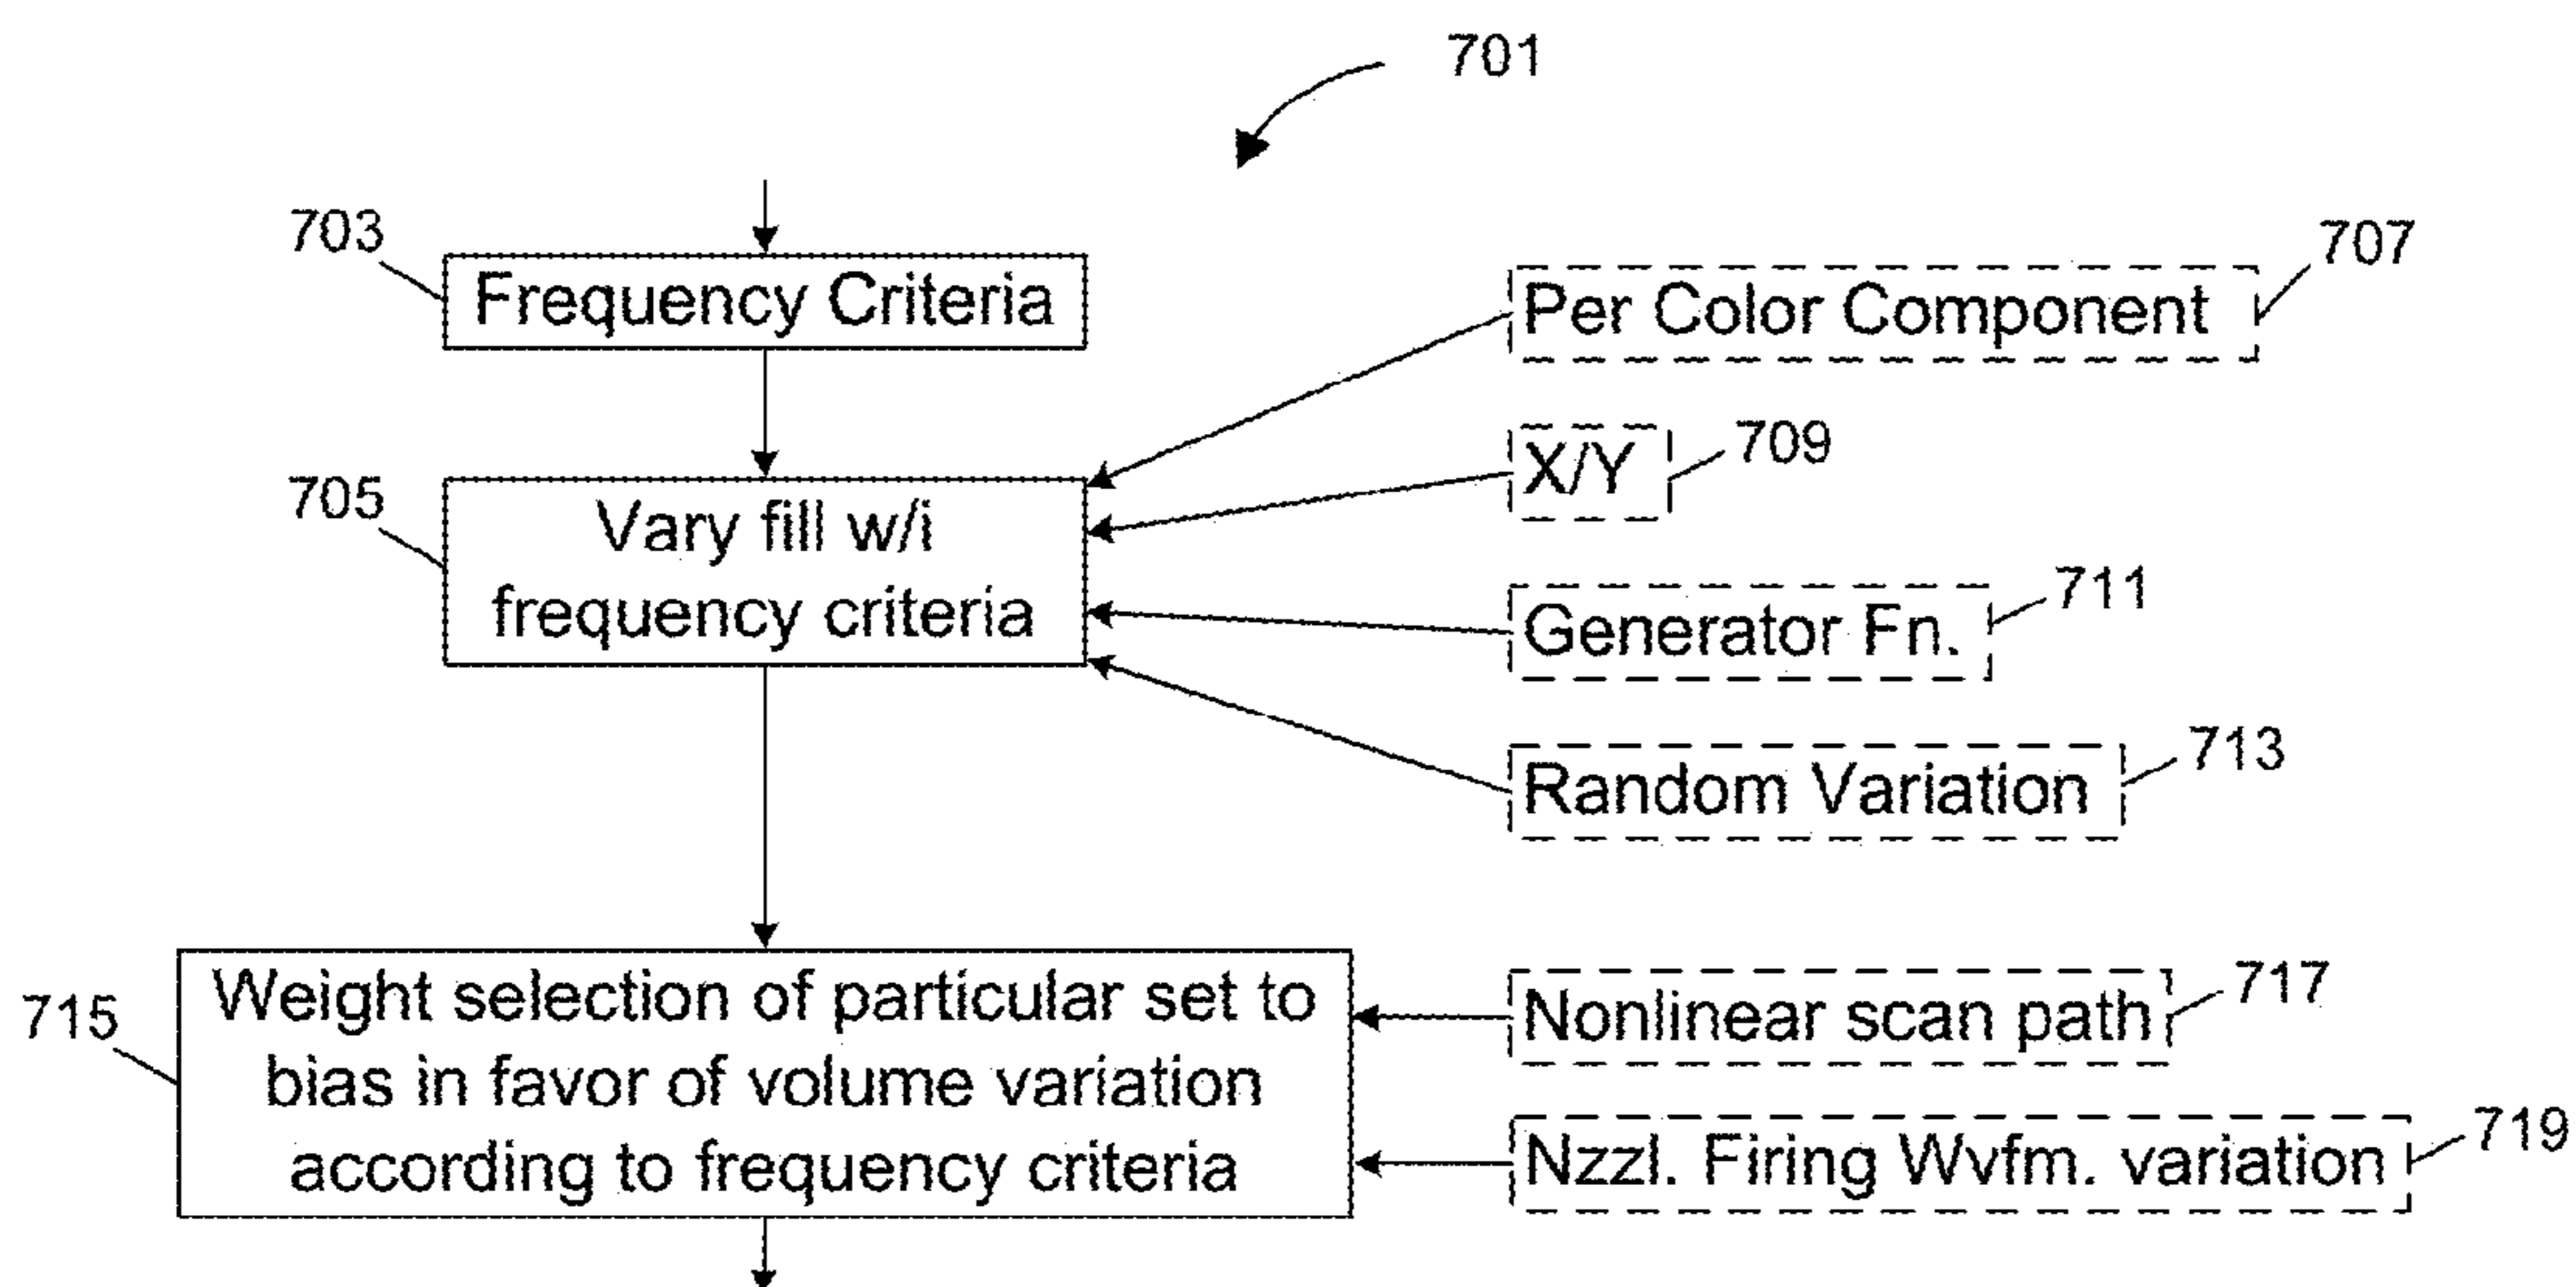 701
703
Frequency Criteria
Per Color Component
707
X/Y
709
705
Vary fill w/i
frequency criteria
Generator Fn.
711
Random Variation
713
715
Weight selection of particular set to
bias in favor of volume variation
according to frequency criteria
Nonlinear scan path
717
Nzzl. Firing Wvfm. variation
719